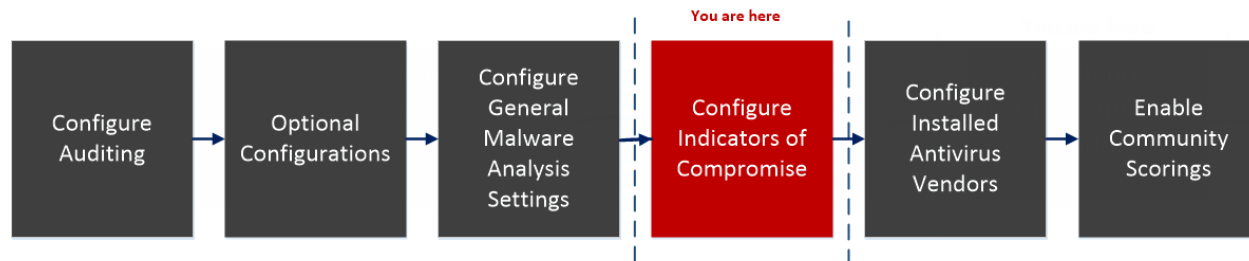 You are here
Configure
Auditing
Optional
Configurations
Configure
General
Malware
Analysis
Settings
Configure
Indicators of
Compromise
Configure
Installed
Antivirus
Vendors
Enable
Community
Scorings